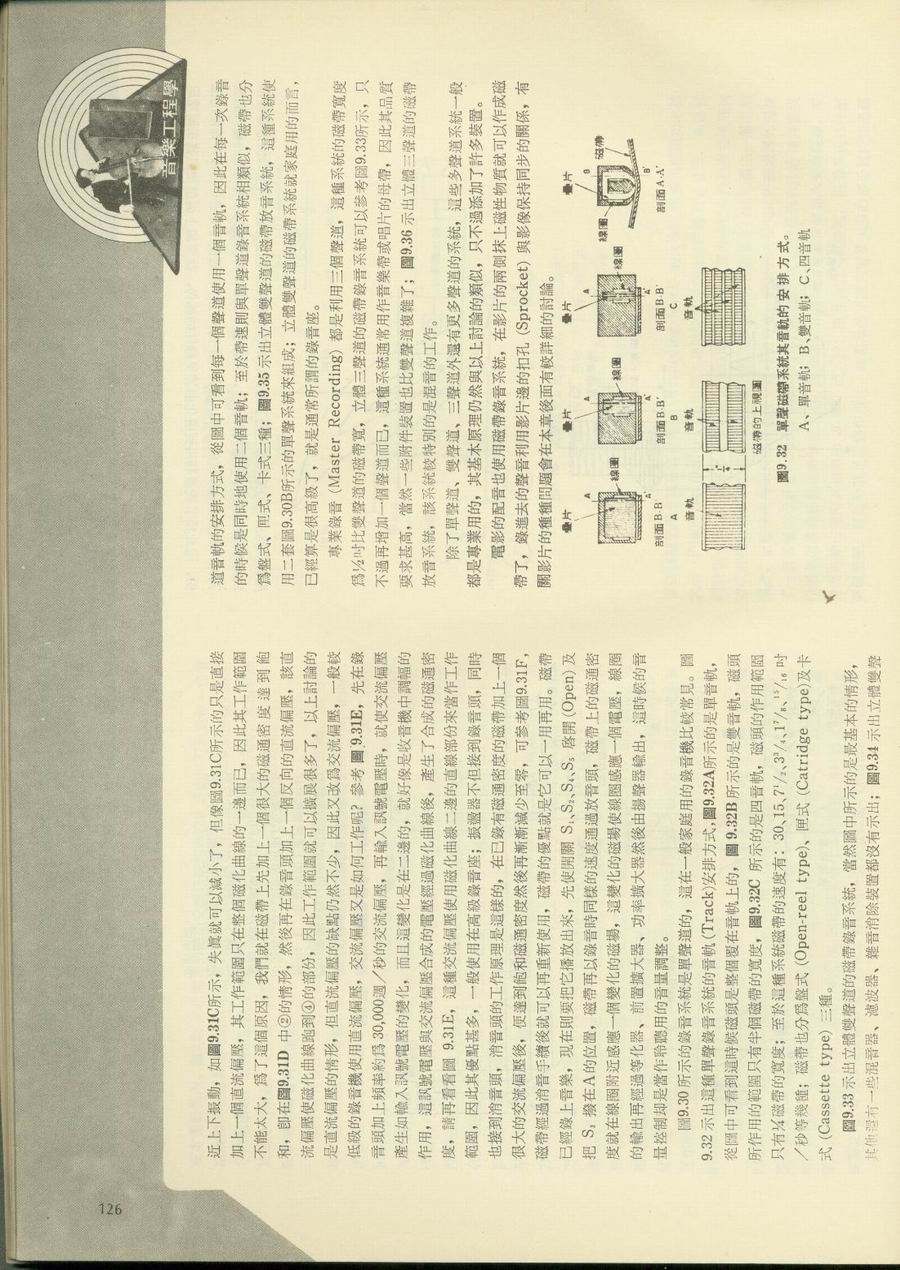 音樂工程學
近上下振動，如圖9.31C所示，失眞就可以減小了，但像圖9.31C所示的只是直接
加上一個直流偏壓，其工作範圍只在整個磁化曲線的一邊而已，因此其工作範圍
不能太大，爲了這個原因，我們就在磁帶上先加上一個很大的磁通密度達到飽
和，卽在圖9.31D 中②的情形，然後再在錄音頭加上一個反向的直流偏壓，該直
流偏壓使磁化曲線跑到④的部份，因此工作範圍就可以擴展很多了，以上討論的
是直流偏壓的情形，但直流偏壓的缺點仍然不少，因此又改爲交流偏壓，一般較
低級的錄音機使用直流偏壓，交流偏壓又是如何工作呢？參考圖 9.31E，先在錄
音頭加上頻率約爲30,000週／秒的交流偏壓，再輸入訊號電壓時，就使交流偏壓
產生如輸入訊號電壓的變化，而且這變化是在二邊的，就好像是收音機中調幅的
作用，這訊號電壓與交流偏壓合成的電壓經過磁化曲線後，產生了合成的磁通密
度，請再看圖 9.31E，這種交流偏壓使用磁化曲線二邊的直線部份來當作工作
範圍，因此其優點甚多，一般使用在高級錄音座；振盪器不但接到錄音頭，同時
也接到消音頭，消音頭的工作原理是這樣的，在已錄有磁通密度的磁帶加上一個
很大的交流偏壓後，便達到飽和磁通密度然後再漸漸減少至零，可參考圖9.31F，
磁帶經過消音手續後就可以再重新使用，磁帶的優點就是它可以一用再用。磁帶
已經錄上音樂，現在則要把它播放出來，先使開關 S₁、S₂、S₄、S₅ 啓開(Open)及
把 S₃ 撥在A的位置，磁帶再以錄音時同樣的速度通過放音頭，磁帶上的磁通密
度就在線圈附近感應一個變化的磁場，這變化的磁場使線圈感應一個電壓，線圈
的輸出再經過等化器、前置擴大器、功率擴大器然後由揚聲器輸出，這時候的音
量控制却是當作聆聽用的音量調整。
圖9.30所示的錄音系統是單聲道的，這在一般家庭用的錄音機比較常見。圖
9.32 示出這種單聲錄音系統的音軌(Track)安排方式，圖9.32A所示的是單音軌，
從圖中可看到這時候磁頭是整個覆在音軌上的，圖 9.32B 所示的是雙音軌，磁頭
所作用的範圍只有半個磁帶的寬度，圖9.32C 所示的是四音軌，磁頭的作用範圍
只有¼磁帶的寬度；至於這種系統磁帶的速度有：30、15、7¹/₂、3³/₄、1⁷/₈、¹⁵/₁₆ 吋
／秒等幾種；磁帶也分爲盤式 (Open-reel type)、匣式 (Catridge type)及卡
式 (Cassette type) 三種。
圖9.33示出立體雙聲道的磁帶錄音系統，當然圖中所示的是最基本的情形，
其他還有一些混音器、濾波器、雜音消除裝置都沒有示出；圖9.34示出立體雙聲
道音軌的安排方式，從圖中可看到每一個聲道使用一個音軌，因此在每一次錄音
的時候是同時地使用二個音軌；至於帶速則與單聲道錄音系統相類似，磁帶也分
爲盤式、匣式、卡式三種；圖9.35示出立體雙聲道的磁帶放音系統，這種系統使
用二套圖9.30B所示的單聲系統來組成；立體雙聲道的磁帶系統就家庭用的而言，
已經算是很高級了，就是通常所謂的錄音座。
專業錄音 (Master Recording) 都是利用三個聲道，這種系統的磁帶寬度
爲½吋比雙聲道的磁帶寬，立體三聲道的磁帶錄音系統可以參考圖9.33所示，只
不過再增加一個聲道而已，這種系統通常用作音樂帶或唱片的母帶，因此其品質
要求甚高，當然一些附件裝置也比雙聲道複雜了；圖9.36示出立體三聲道的磁帶
放音系統，該系統較特別的是混音的工作。
除了單聲道、雙聲道、三聲道外還有更多聲道的系統，這些多聲道系統一般
都是專業用的，其基本原理仍然與以上討論的類似，只不過添加了許多裝置。
電影的配音也使用磁帶錄音系統，在影片的兩側抹上磁性物質就可以作成磁
帶了，錄進去的聲音利用影片邊的扣孔 (Sprocket) 與影像保持同步的關係，有
關影片的種種問題會在本章後面有較詳細的討論。
疊片 疊片 疊片 疊片
線圈 線圈 線圈 線圈 磁帶
A A A B
A' A' A' B'
剖面B-B' 剖面B-B' 剖面B-B' 剖面A-A'
A B C
音軌 音軌 音軌
磁帶的上視圖
圖9.32 單聲磁帶系統其音軌的安排方式。
A、單音軌；B、雙音軌；C、四音軌
126